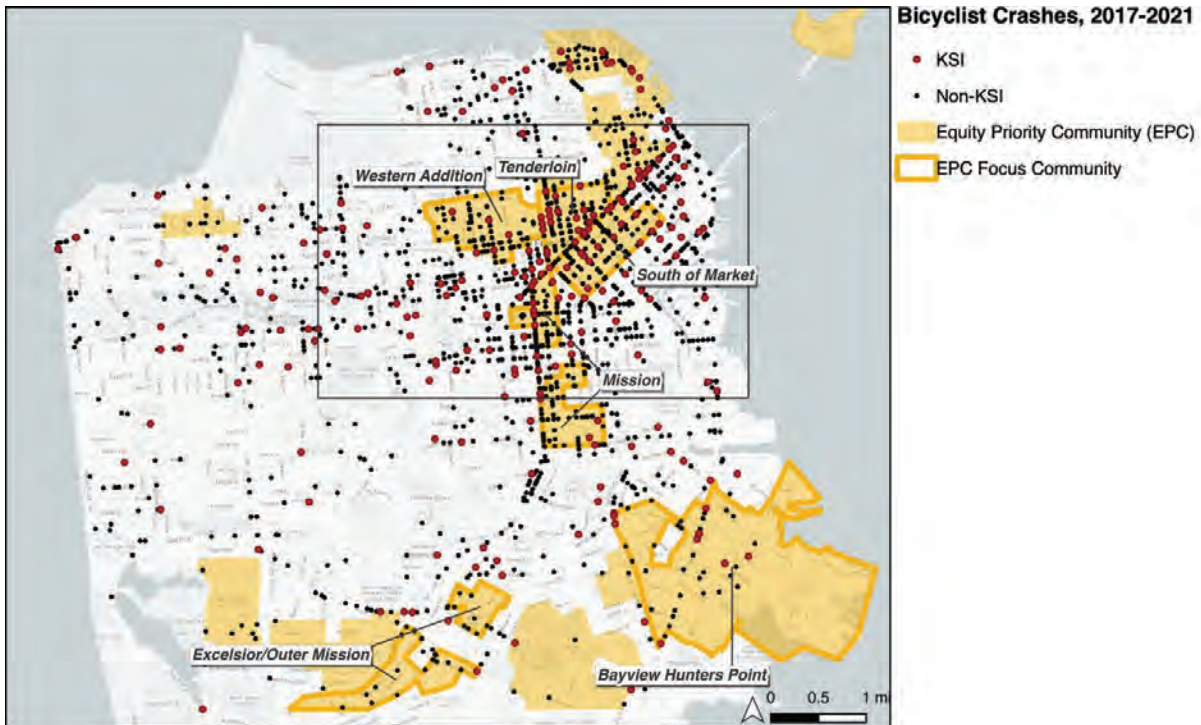 Bicyclist Crashes, 2017-2021
KSI
Non-KSI
Equity Priority Community (EPC)
EPC Focus Community
Tenderloin
Western Addition
South of Market
Mission
Excelsior/Outer Mission
Bayview Hunters Point
0 0.5 1 mi